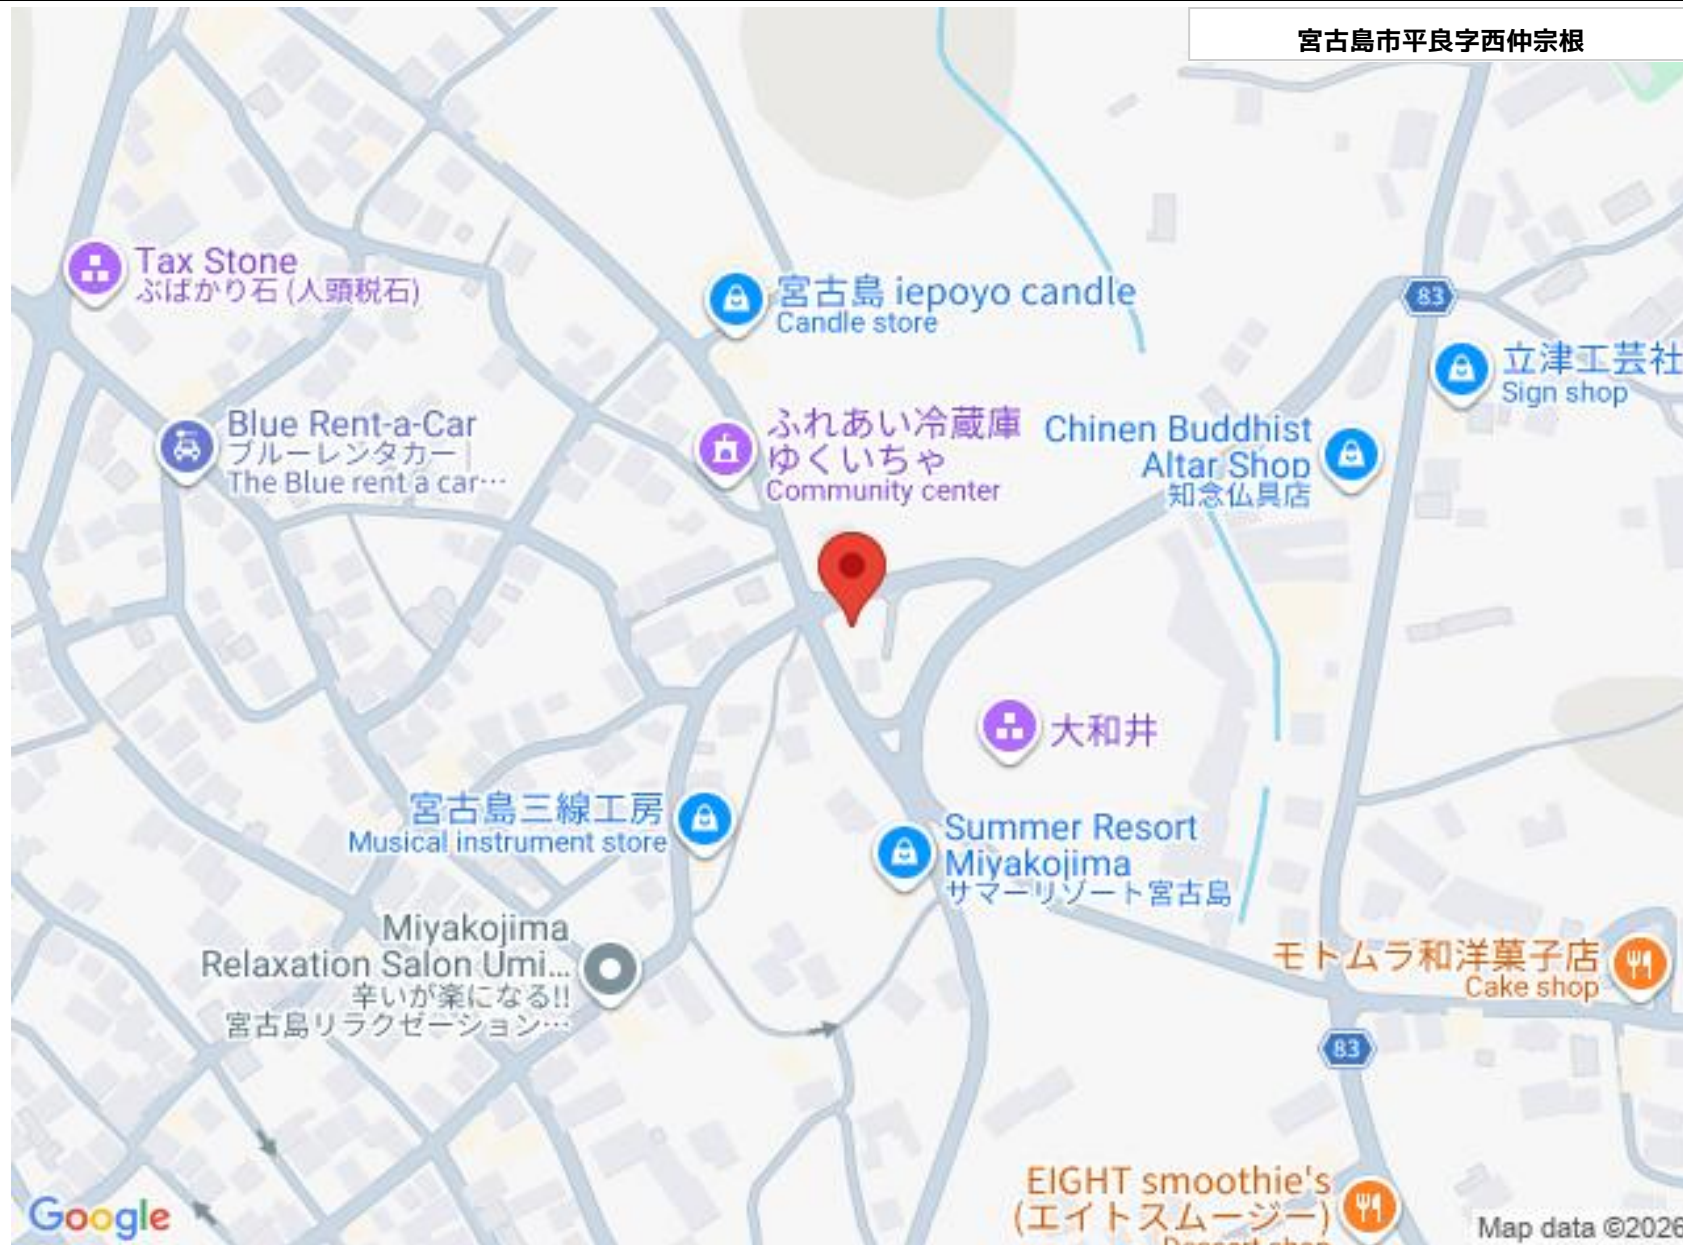 宮古島市平良字西仲宗根
Tax Stone
ぶばかり石 (人頭税石)
宮古島 iepoyo candle
Candle store
83
立津工芸社
Sign shop
Blue Rent-a-Car
ブルーレンタカー |
The Blue rent a car…
ふれあい冷蔵庫
ゆくいちゃ
Community center
Chinen Buddhist
Altar Shop
知念仏具店
大和井
宮古島三線工房
Musical instrument store
Summer Resort
Miyakojima
サマーリゾート宮古島
Miyakojima
Relaxation Salon Umi...
辛いが楽になる!!
宮古島リラクゼーション…
モトムラ和洋菓子店
Cake shop
83
EIGHT smoothie's
(エイトスムージー)
Dessert shop
Google
Map data ©2026